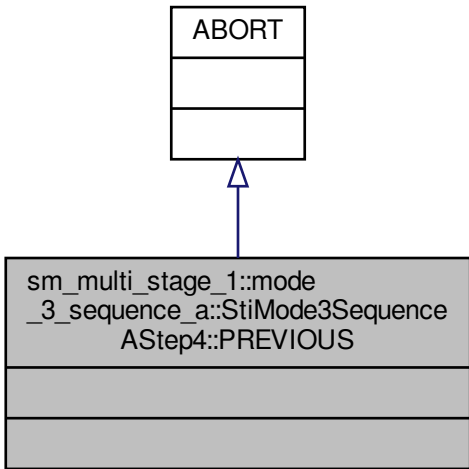 ABORT
sm_multi_stage_1::mode
_3_sequence_a::StiMode3Sequence
AStep4::PREVIOUS